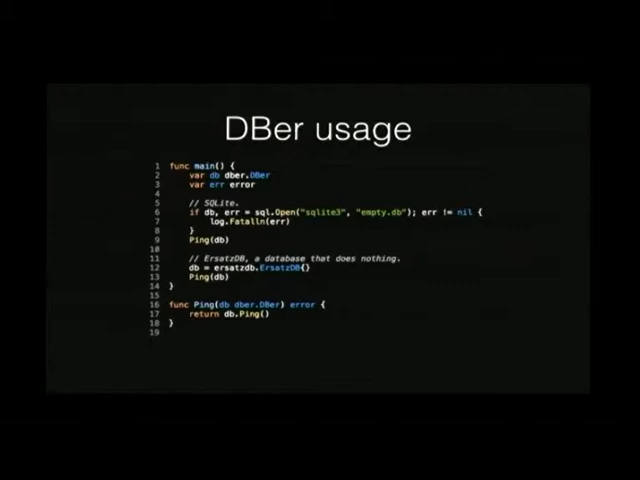 DBer usage
1 func main() {
2 var db dber.DBer
3 var err error
4
5 // SQLite.
6 if db, err = sql.Open("sqlite3", "empty.db"); err != nil {
7 log.Fatalln(err)
8 }
9 Ping(db)
10
11 // ErsatzDB, a database that does nothing.
12 db = ersatzdb.ErsatzDB{}
13 Ping(db)
14 }
15
16 func Ping(db dber.DBer) error {
17 return db.Ping()
18 }
19